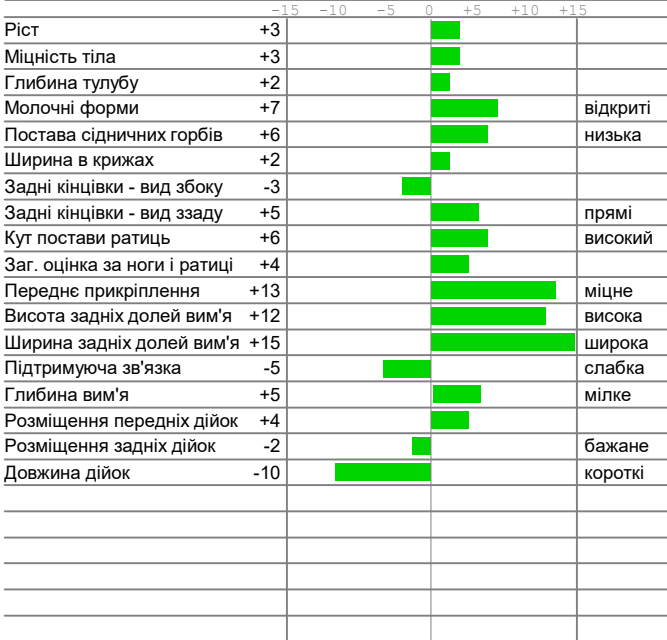 -15 -10 -5 0 +5 +10 +15
Ріст +3
Міцність тіла +3
Глибина тулубу +2
Молочні форми +7 відкриті
Постава сідничних горбів +6 низька
Ширина в крижах +2
Задні кінцівки - вид збоку -3
Задні кінцівки - вид ззаду +5 прямі
Кут постави ратиць +6 високий
Заг. оцінка за ноги і ратиці +4
Переднє прикріплення +13 міцне
Висота задніх долей вим'я +12 висока
Ширина задніх долей вим'я +15 широка
Підтримуюча зв'язка -5 слабка
Глибина вим'я +5 мілке
Розміщення передніх дійок +4
Розміщення задніх дійок -2 бажане
Довжина дійок -10 короткі